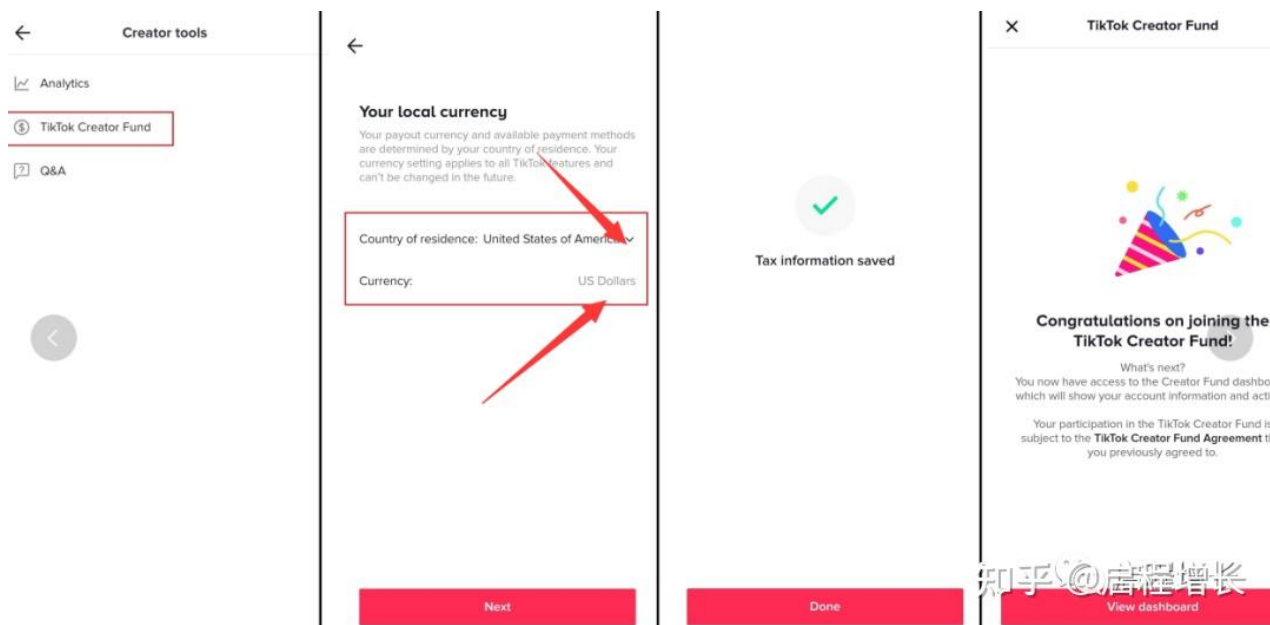 Creator tools
Analytics
TikTok Creator Fund
Q&A
Your local currency
Your payout currency and available payment methods
are determined by your country of residence. Your
currency setting applies to all TikTok features and
can't be changed in the future.
Country of residence: United States of America
Currency: US Dollars
Next
Tax information saved
Done
TikTok Creator Fund
Congratulations on joining the
TikTok Creator Fund!
What's next?
You now have access to the Creator Fund dashbo
which will show your account information and acti
Your participation in the TikTok Creator Fund is
subject to the TikTok Creator Fund Agreement t
you previously agreed to.
知乎 @启程增长
View dashboard